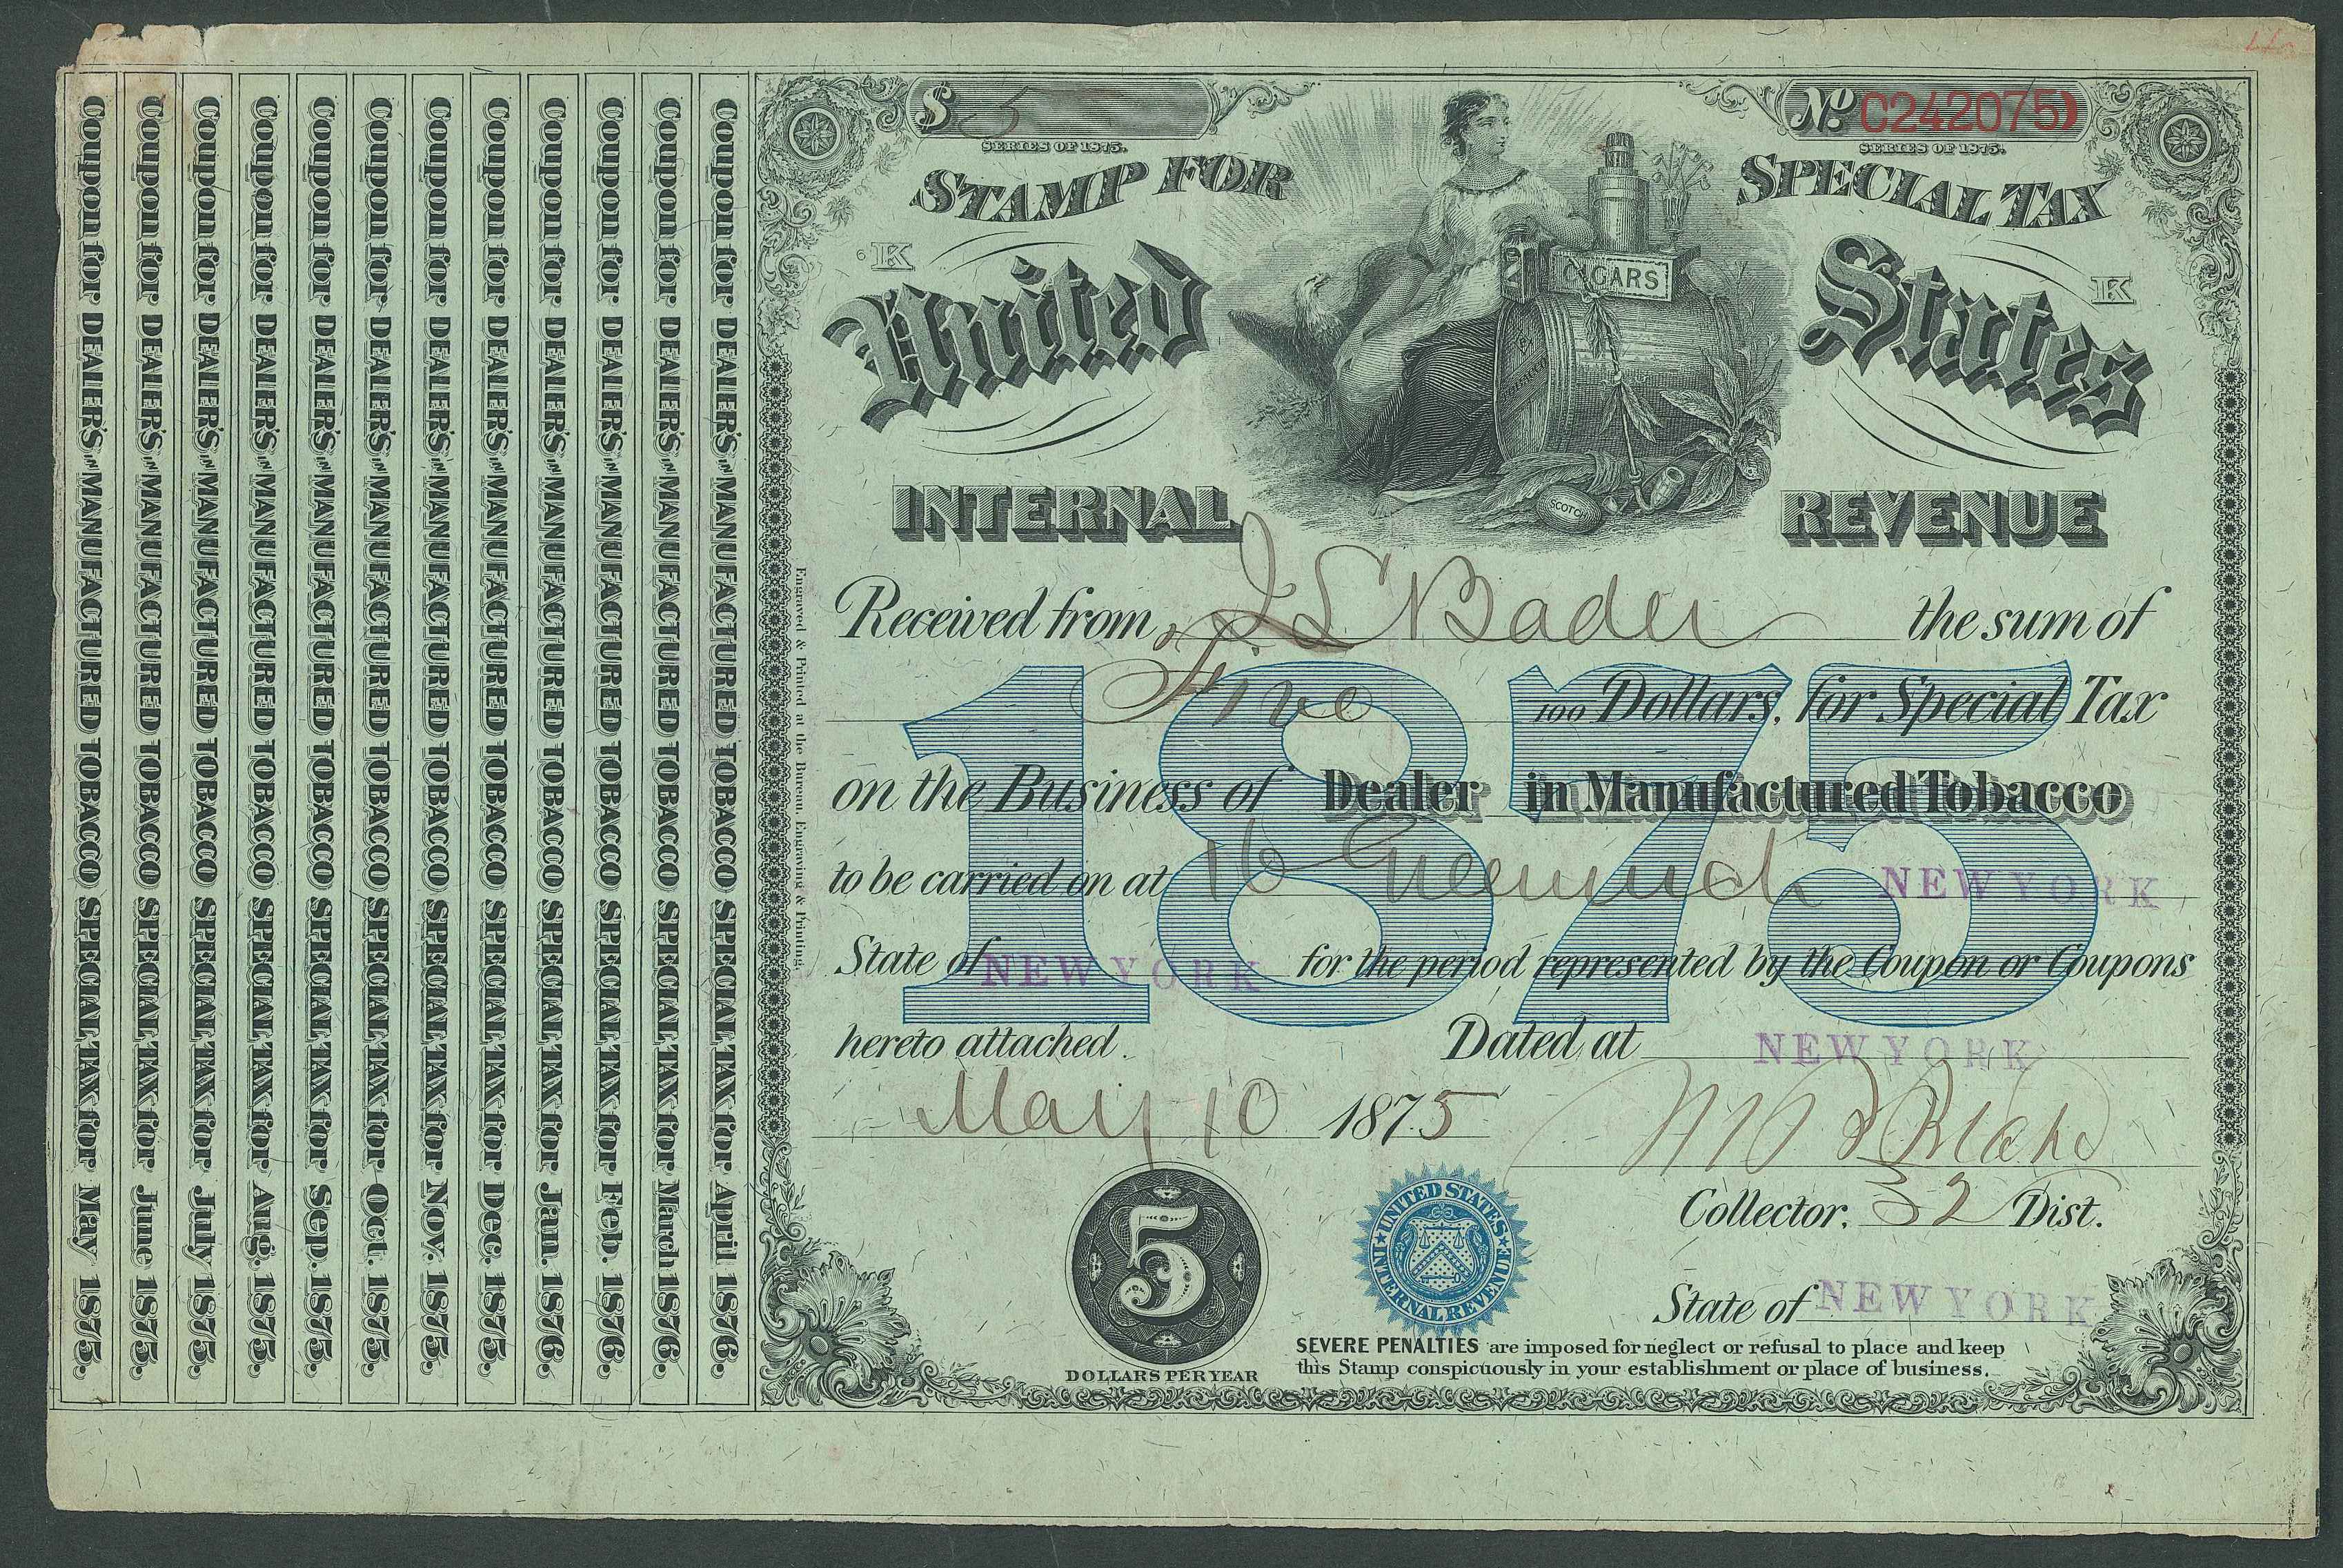 Coupon for DEALER'S IN MANUFACTURED TOBACCO SPECIAL TAX for May 1875.
Coupon for DEALER'S IN MANUFACTURED TOBACCO SPECIAL TAX for June 1875.
Coupon for DEALER'S IN MANUFACTURED TOBACCO SPECIAL TAX for July 1875.
Coupon for DEALER'S IN MANUFACTURED TOBACCO SPECIAL TAX for Aug. 1875.
Coupon for DEALER'S IN MANUFACTURED TOBACCO SPECIAL TAX for Sep. 1875.
Coupon for DEALER'S IN MANUFACTURED TOBACCO SPECIAL TAX for Oct. 1875.
Coupon for DEALER'S IN MANUFACTURED TOBACCO SPECIAL TAX for Nov. 1875.
Coupon for DEALER'S IN MANUFACTURED TOBACCO SPECIAL TAX for Dec. 1875.
Coupon for DEALER'S IN MANUFACTURED TOBACCO SPECIAL TAX for Jan. 1876.
Coupon for DEALER'S IN MANUFACTURED TOBACCO SPECIAL TAX for Feb. 1876.
Coupon for DEALER'S IN MANUFACTURED TOBACCO SPECIAL TAX for March 1876.
Coupon for DEALER'S IN MANUFACTURED TOBACCO SPECIAL TAX for April 1876.
$ 5 No. C242075)
SERIES OF 1875. SERIES OF 1875.
STAMP FOR SPECIAL TAX
K K
United States
CIGARS
SCOTCH
INTERNAL REVENUE
Received from J S Bader the sum of
Five 100 Dollars, for Special Tax
1875
on the Business of Dealer in Manufactured Tobacco
to be carried on at 16 Greenwich NEW YORK
State of NEW YORK for the period represented by the Coupon or Coupons
hereto attached. Dated at NEW YORK
May 10 1875
Collector, 32 Dist.
State of NEW YORK
5
DOLLARS PER YEAR
UNITED STATES INTERNAL REVENUE
SEVERE PENALTIES are imposed for neglect or refusal to place and keep
this Stamp conspicuously in your establishment or place of business.
Engraved & Printed at the Bureau, Engraving & Printing.